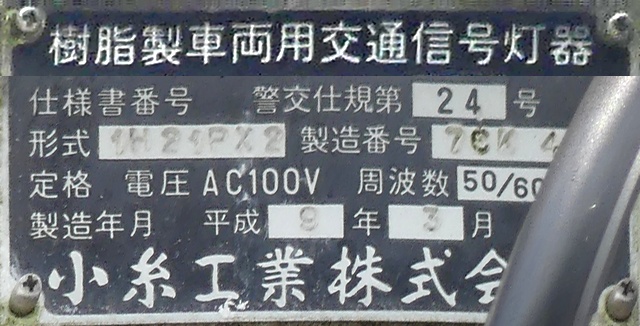 樹脂製車両用交通信号灯器
仕様書番号 警交仕規第 24 号
形式 1H21PX2 製造番号 7CK 4
定格 電圧 AC100V 周波数 50/60
製造年月 平成 9 年 3 月
小糸工業株式会